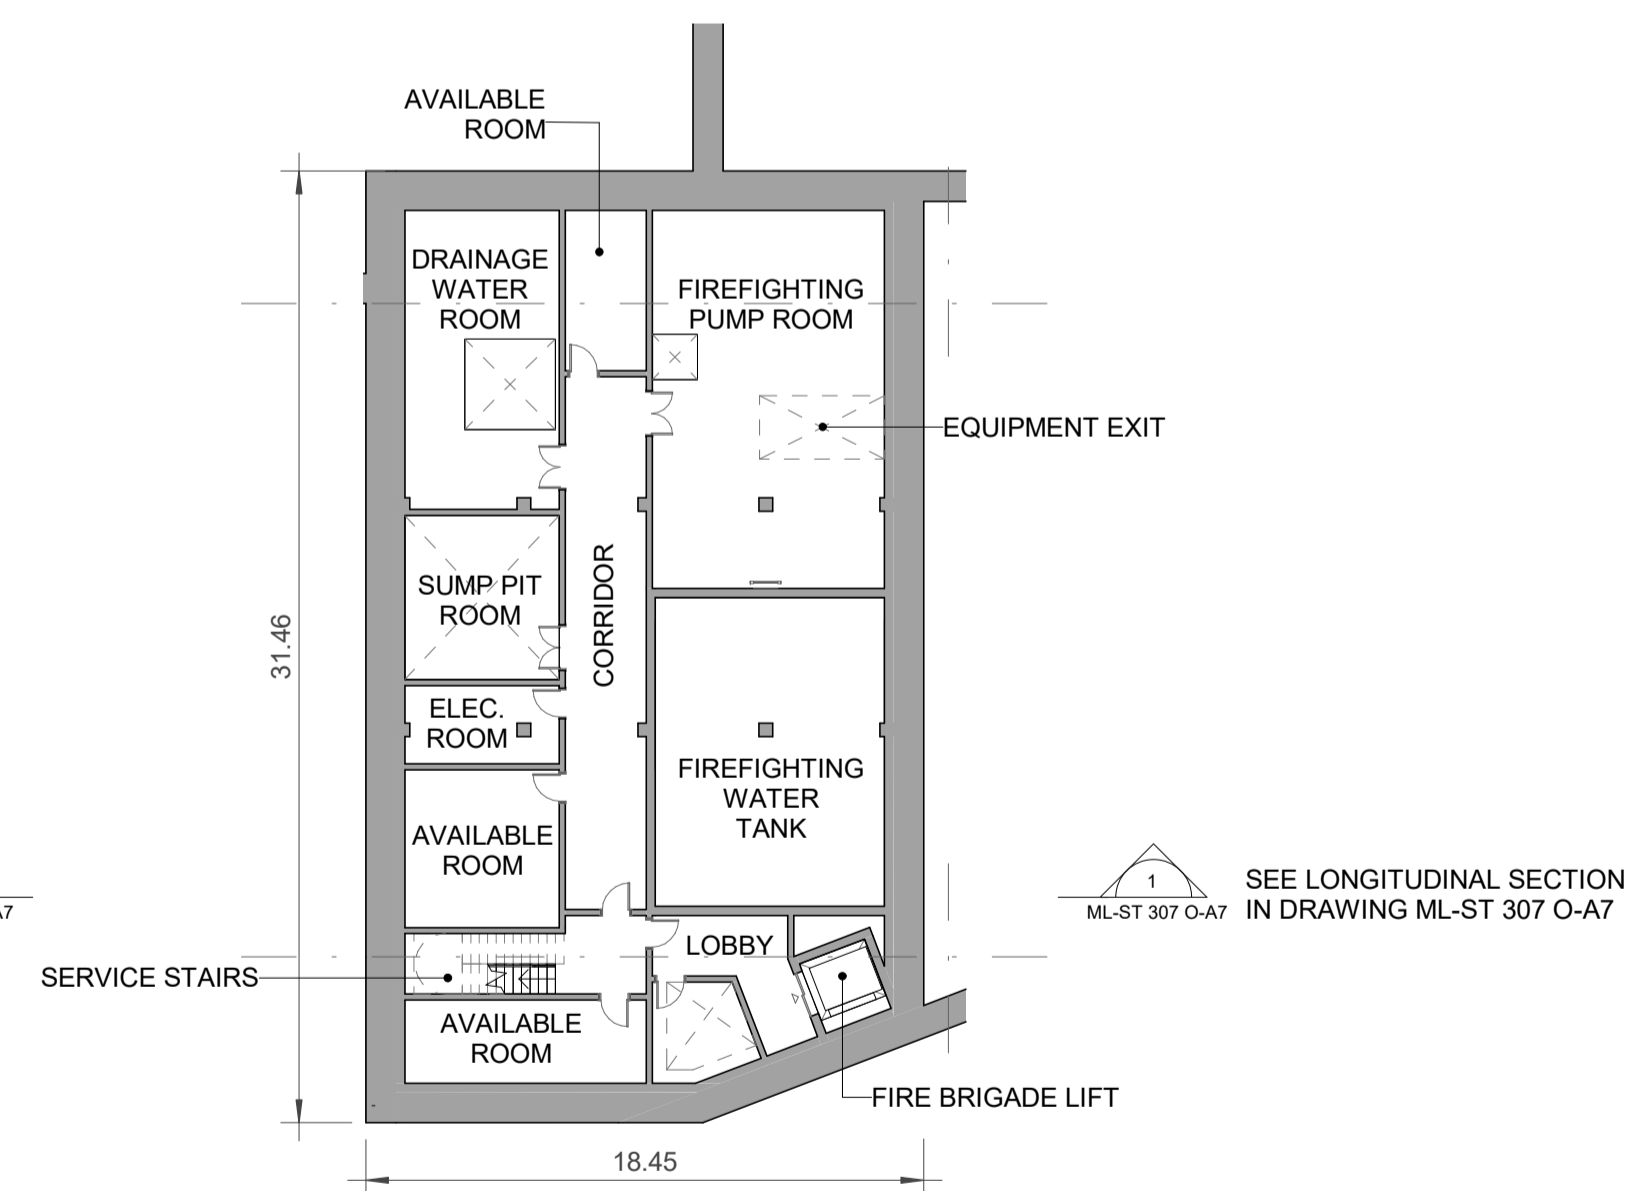 AVAILABLE
ROOM
DRAINAGE
WATER
ROOM
FIREFIGHTING
PUMP ROOM
EQUIPMENT EXIT
SUMP PIT
ROOM
CORRIDOR
31.46
ELEC.
ROOM
FIREFIGHTING
WATER
TANK
AVAILABLE
ROOM
1
ML-ST 307 O-A7
SEE LONGITUDINAL SECTION
IN DRAWING ML-ST 307 O-A7
A7
LOBBY
SERVICE STAIRS
AVAILABLE
ROOM
FIRE BRIGADE LIFT
18.45